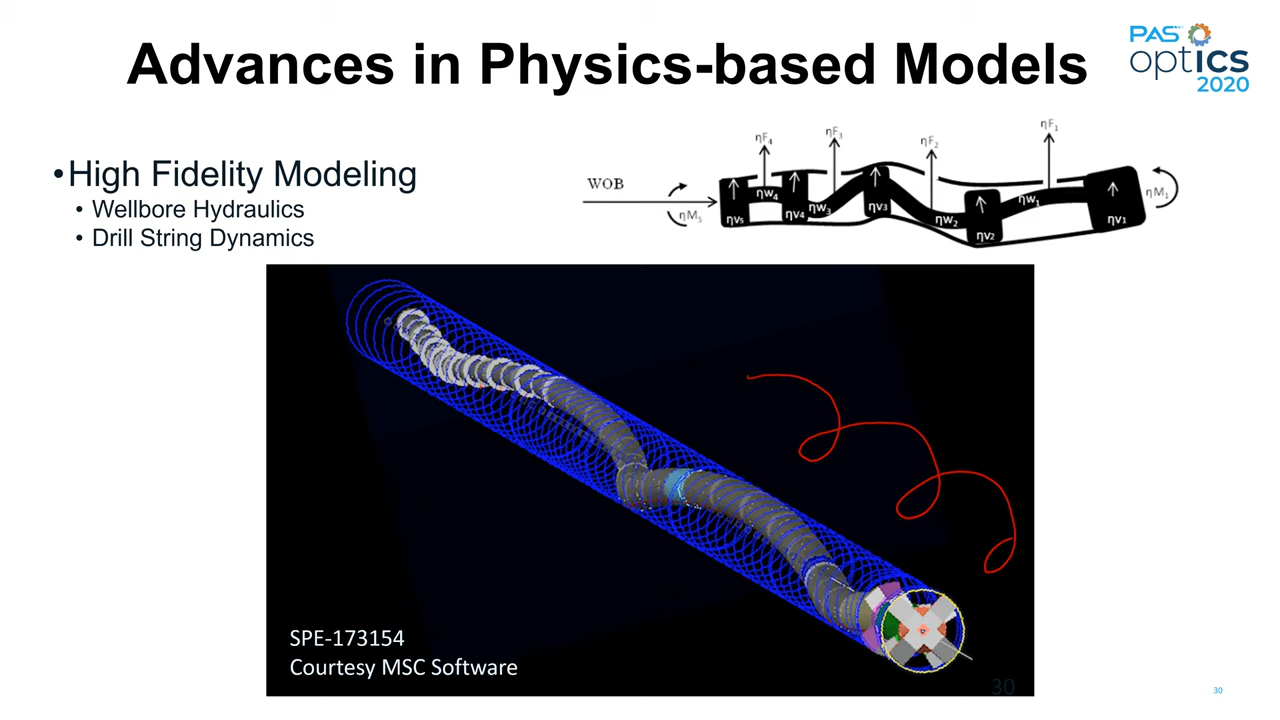 Advances in Physics-based Models
PAS
optics
2020
•High Fidelity Modeling
• Wellbore Hydraulics
• Drill String Dynamics
WOB
ηM₅
ηF₄
ηF₃
ηF₂
ηF₁
ηM₁
ηv₅
ηw₄
ηv₄
ηw₃
ηv₃
ηw₂
ηv₂
ηw₁
ηv₁
SPE-173154
Courtesy MSC Software
30
30